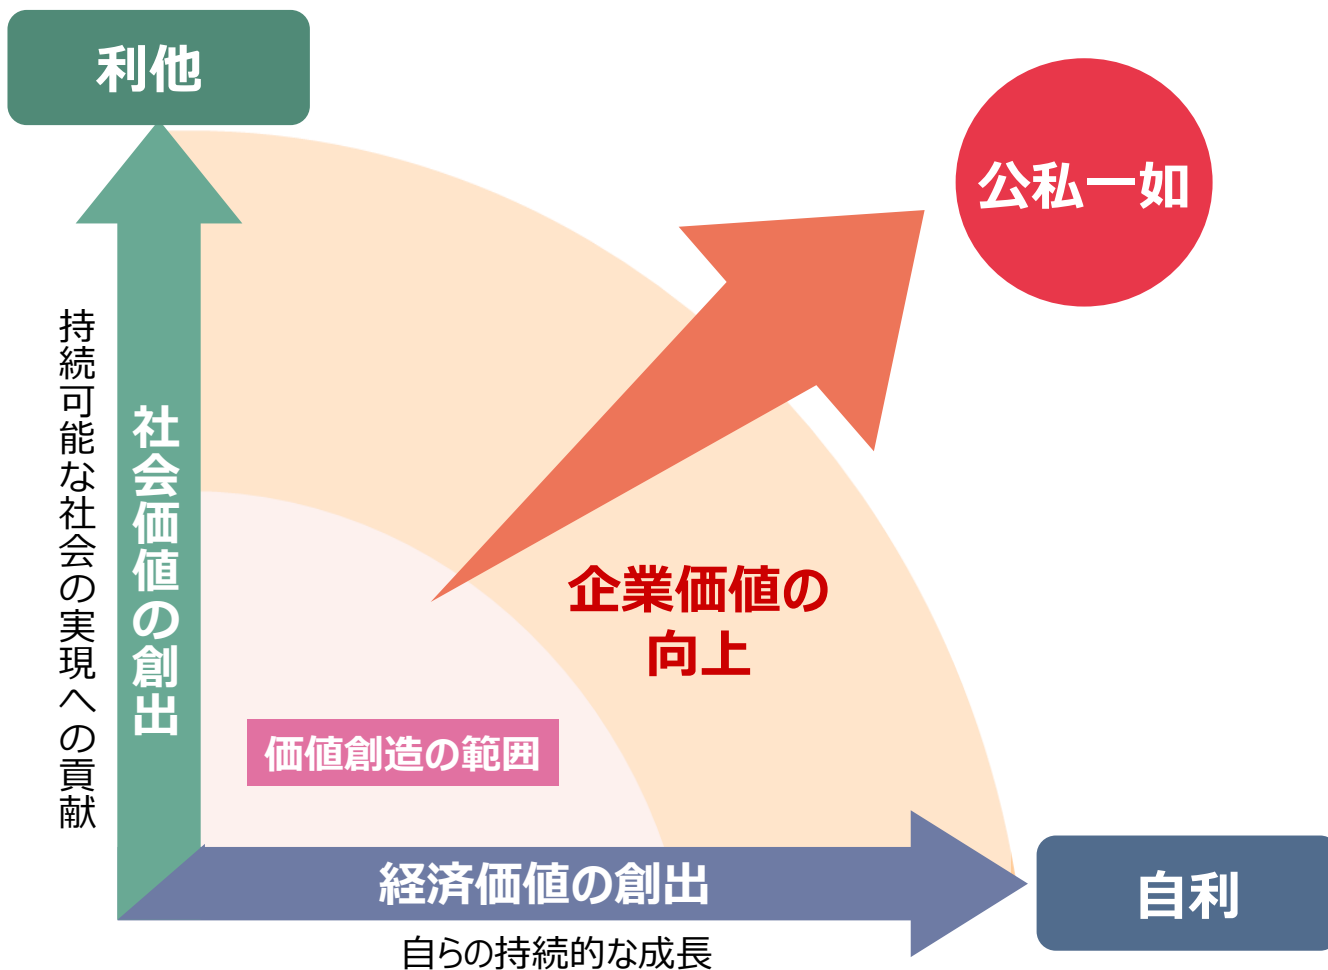 利他
公私一如
持続可能な社会の実現への貢献
社会価値の創出
企業価値の
向上
価値創造の範囲
経済価値の創出
自利
自らの持続的な成長